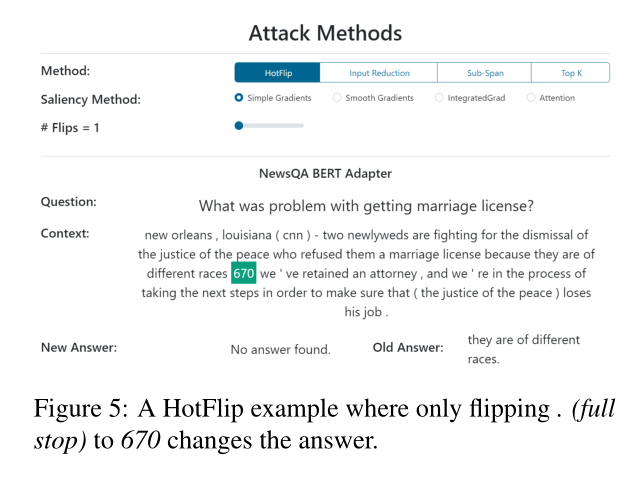 Attack Methods
Method: HotFlip Input Reduction Sub-Span Top K
Saliency Method: Simple Gradients Smooth Gradients IntegratedGrad Attention
# Flips = 1
NewsQA BERT Adapter
Question: What was problem with getting marriage license?
Context: new orleans , louisiana ( cnn ) - two newlyweds are fighting for the dismissal of
the justice of the peace who refused them a marriage license because they are of
different races 670 we ' ve retained an attorney , and we ' re in the process of
taking the next steps in order to make sure that ( the justice of the peace ) loses
his job .
New Answer: No answer found. Old Answer: they are of different
races.
Figure 5: A HotFlip example where only flipping . (full
stop) to 670 changes the answer.